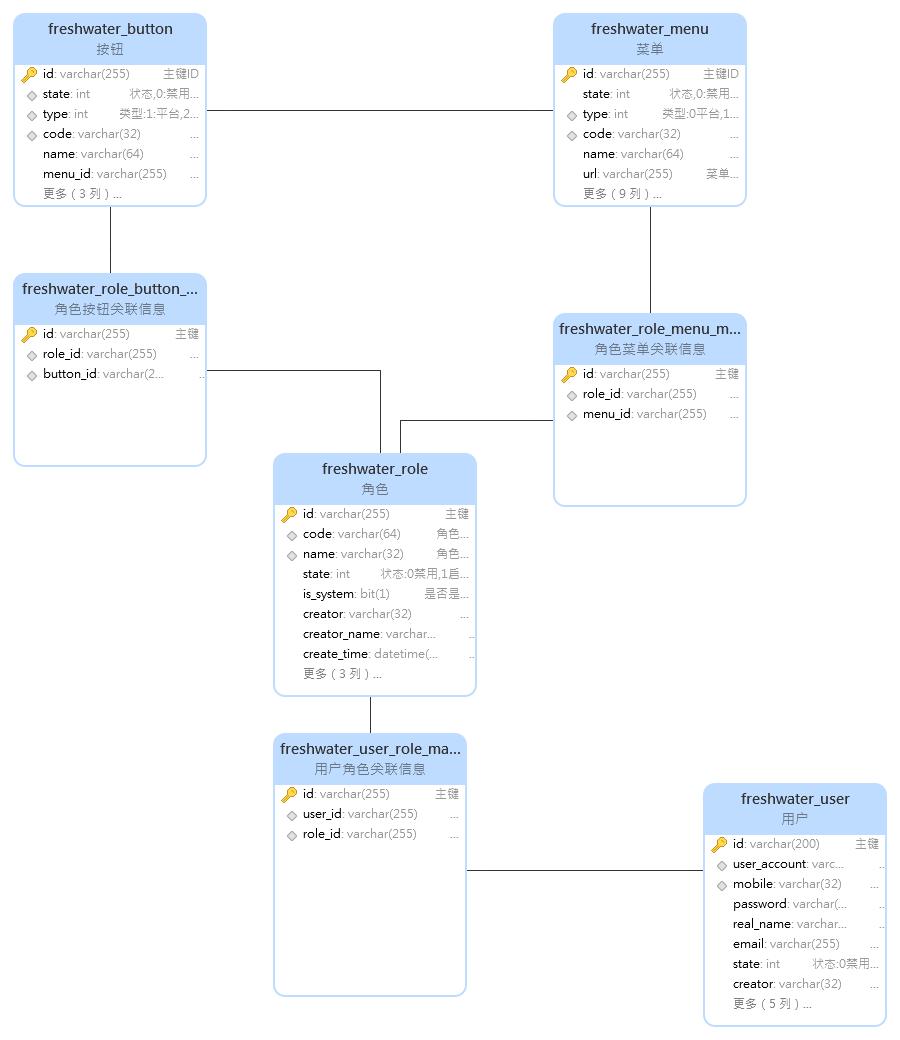 freshwater_button
按钮
id: varchar(255) 主键ID
state: int 状态,0:禁用...
type: int 类型:1:平台,2...
code: varchar(32) ...
name: varchar(64) ...
menu_id: varchar(255) ...
更多 ( 3 列 ) ...
freshwater_menu
菜单
id: varchar(255) 主键ID
state: int 状态,0:禁用...
type: int 类型:0平台,1...
code: varchar(32) ...
name: varchar(64) ...
url: varchar(255) 菜单...
更多 ( 9 列 ) ...
freshwater_role_button_...
角色按钮关联信息
id: varchar(255) 主键
role_id: varchar(255) ...
button_id: varchar(2... ..
freshwater_role_menu_m...
角色菜单关联信息
id: varchar(255) 主键
role_id: varchar(255) ...
menu_id: varchar(255) ...
freshwater_role
角色
id: varchar(255) 主键
code: varchar(64) 角色...
name: varchar(32) 角色...
state: int 状态:0禁用,1启...
is_system: bit(1) 是否是...
creator: varchar(32) ...
creator_name: varchar... ..
create_time: datetime(... ..
更多 ( 3 列 ) ...
freshwater_user_role_ma...
用户角色关联信息
id: varchar(255) 主键
user_id: varchar(255) ...
role_id: varchar(255) ...
freshwater_user
用户
id: varchar(200) 主键
user_account: varc... ..
mobile: varchar(32) ...
password: varchar(... ..
real_name: varchar... ..
email: varchar(255) ...
state: int 状态:0禁用...
creator: varchar(32) ...
更多 ( 5 列 ) ...